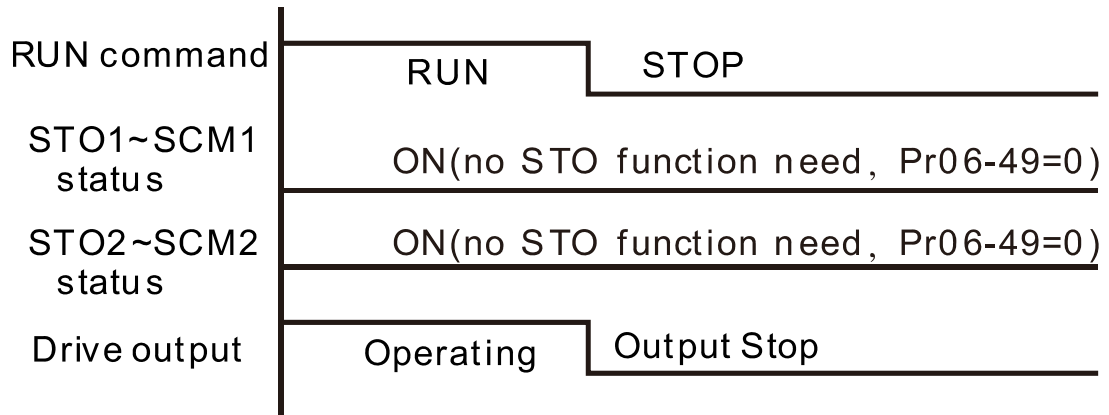 RUN command
RUN
STOP
STO1~SCM1
status
ON(no STO function need, Pr06-49=0)
STO2~SCM2
status
ON(no STO function need, Pr06-49=0)
Drive output
Operating
Output Stop